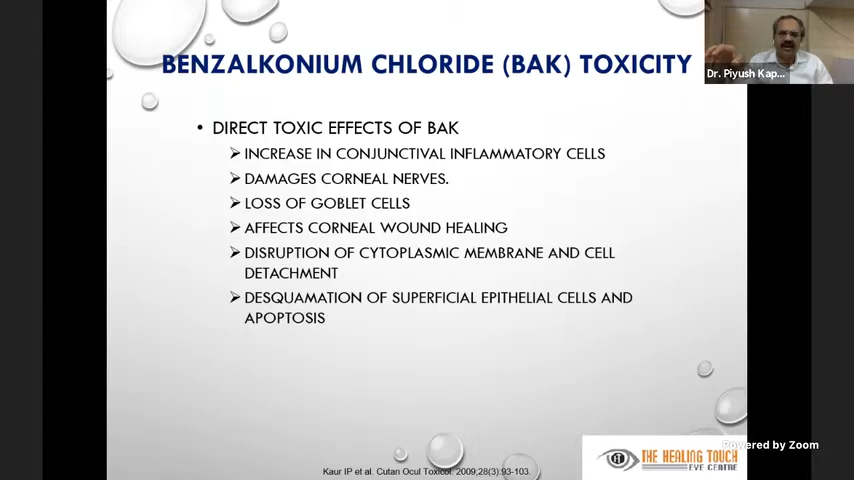 BENZALKONIUM CHLORIDE (BAK) TOXICITY
Dr. Piyush Kap...
• DIRECT TOXIC EFFECTS OF BAK
➢ INCREASE IN CONJUNCTIVAL INFLAMMATORY CELLS
➢ DAMAGES CORNEAL NERVES.
➢ LOSS OF GOBLET CELLS
➢ AFFECTS CORNEAL WOUND HEALING
➢ DISRUPTION OF CYTOPLASMIC MEMBRANE AND CELL
DETACHMENT
➢ DESQUAMATION OF SUPERFICIAL EPITHELIAL CELLS AND
APOPTOSIS
Powered by Zoom
THE HEALING TOUCH
EYE CENTRE
Kaur IP et al. Cutan Ocul Toxicol. 2009;28(3):93-103.